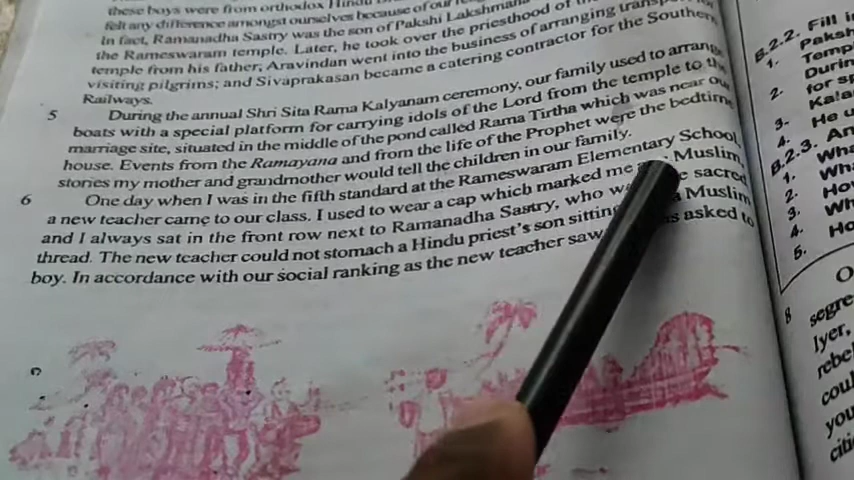 these boys were from orthodox Hindu
felt any difference amongst ourselves because of our
In fact, Ramanadha Sastry was the son of Pakshi Lakshmana
the Rameswaram temple. Later, he took over the priesthood of the
temple from his father; Aravindan went into the business of arranging transport for
visiting pilgrims; and Sivaprakasan became a catering contractor for the Southern
Railways.
5 During the annual Shri Sita Rama Kalyanam ceremony, our family used to arrange
boats with a special platform for carrying idols of the Lord from the temple to the
marriage site, situated in the middle of the pond called Rama Tirtha which was near our
house. Events from the Ramayana and from the life of the Prophet were the bedtime
stories my mother and grandmother would tell the children in our family.
6 One day when I was in the fifth standard at the Rameswaram Elementary School,
a new teacher came to our class. I used to wear a cap which marked me Muslim,
and I always sat in the front row next to Ramanadha Sastry, who sacred
thread. The new teacher could not stomach a Hindu priest's son sitting Muslim
boy. In accordance with our social ranking as the new teacher saw asked to
B.2.2. Fill i
1. Paksh
Templ
2. Durin
for sp
3. Kala
4. He u
B.2.3. An
1. Wha
2. Wha
3. How
4. Wh
5. Ho
8
segre
Iyer,
rebe
coul
you
citi